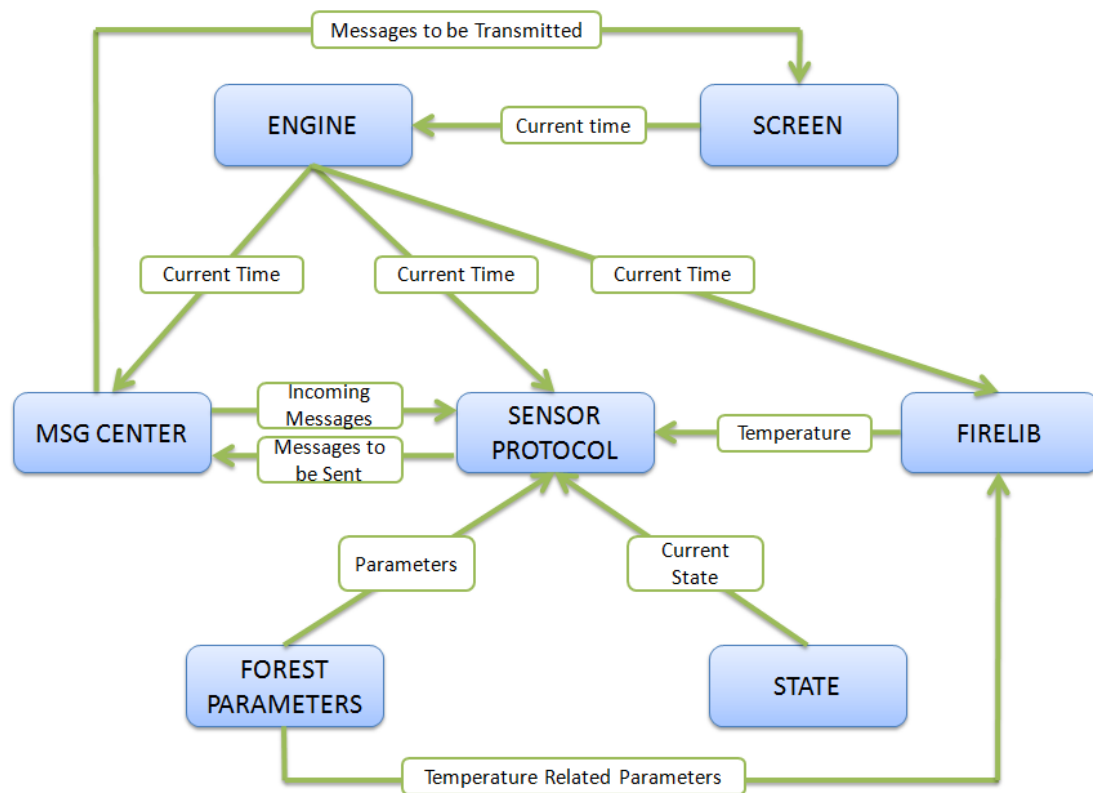 Messages to be Transmitted
ENGINE
Current time
SCREEN
Current Time
Current Time
Current Time
MSG CENTER
Incoming
Messages
Messages to
be Sent
SENSOR
PROTOCOL
Temperature
FIRELIB
Parameters
Current
State
FOREST
PARAMETERS
STATE
Temperature Related Parameters